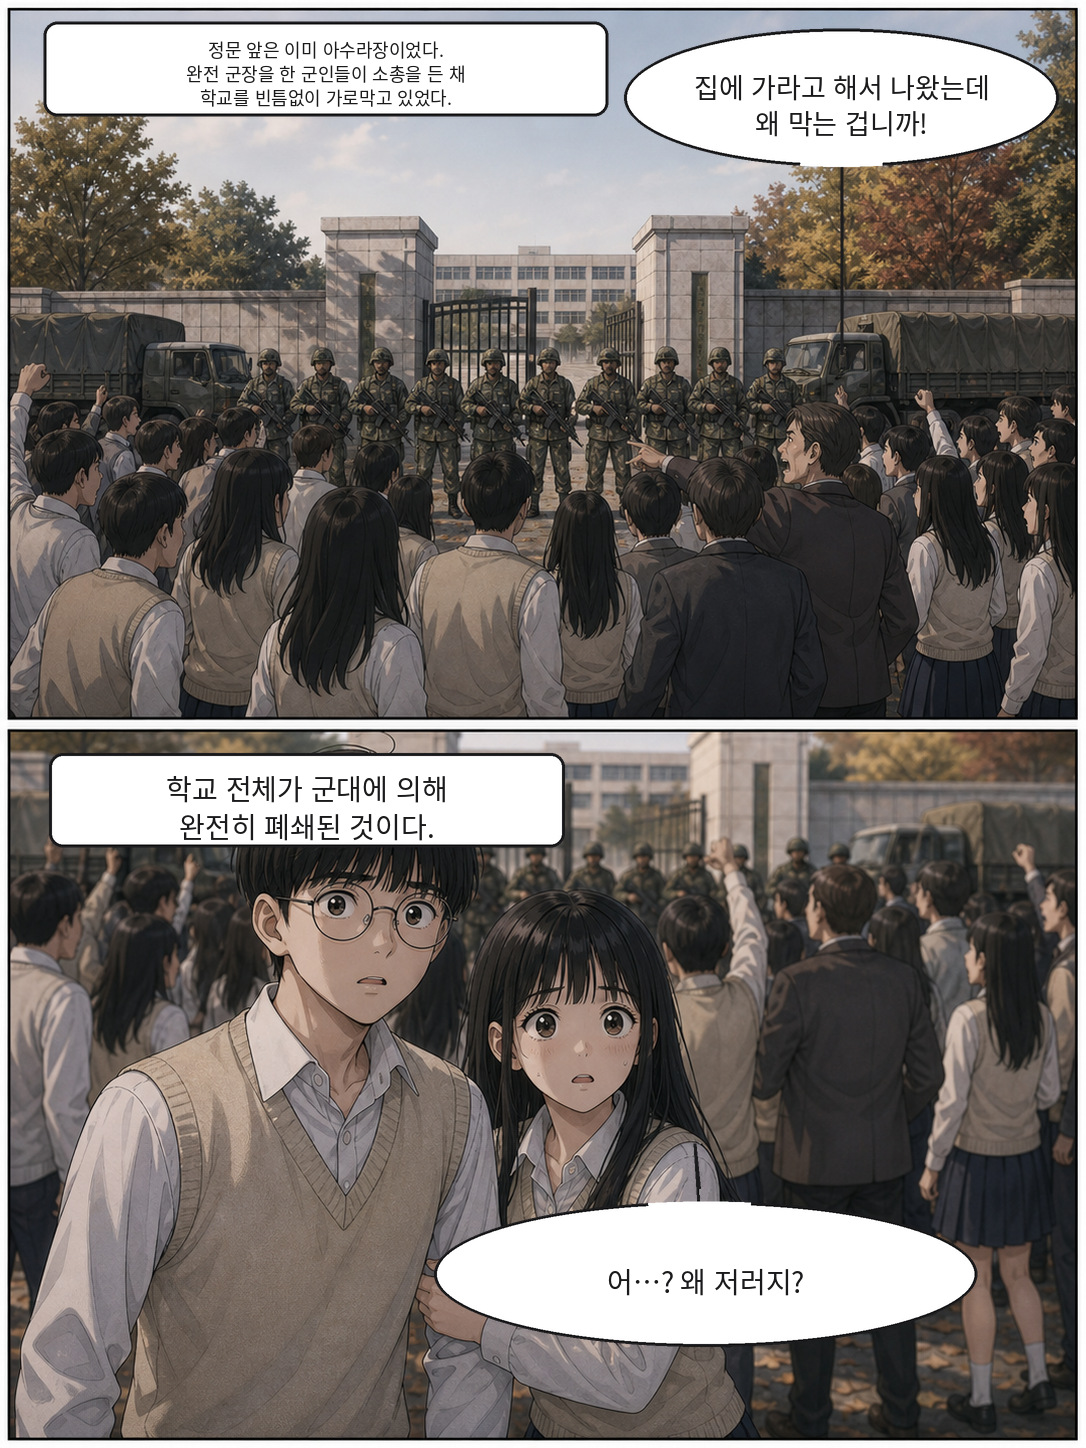 정문 앞은 이미 아수라장이었다.
완전 군장을 한 군인들이 소총을 든 채
학교를 빈틈없이 가로막고 있었다.
집에 가라고 해서 나왔는데
왜 막는 겁니까!
학교 전체가 군대에 의해
완전히 폐쇄된 것이다.
어…? 왜 저러지?